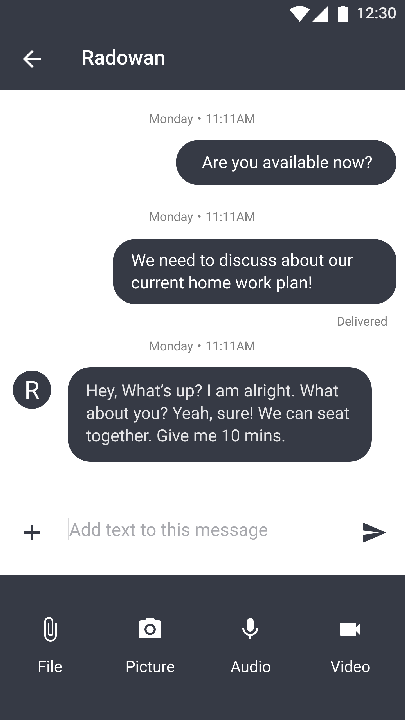 12:30
Radowan
Monday • 11:11AM
Are you available now?
Monday • 11:11AM
We need to discuss about our
current home work plan!
Delivered
Monday • 11:11AM
R
Hey, What's up? I am alright. What
about you? Yeah, sure! We can seat
together. Give me 10 mins.
Add text to this message
File Picture Audio Video